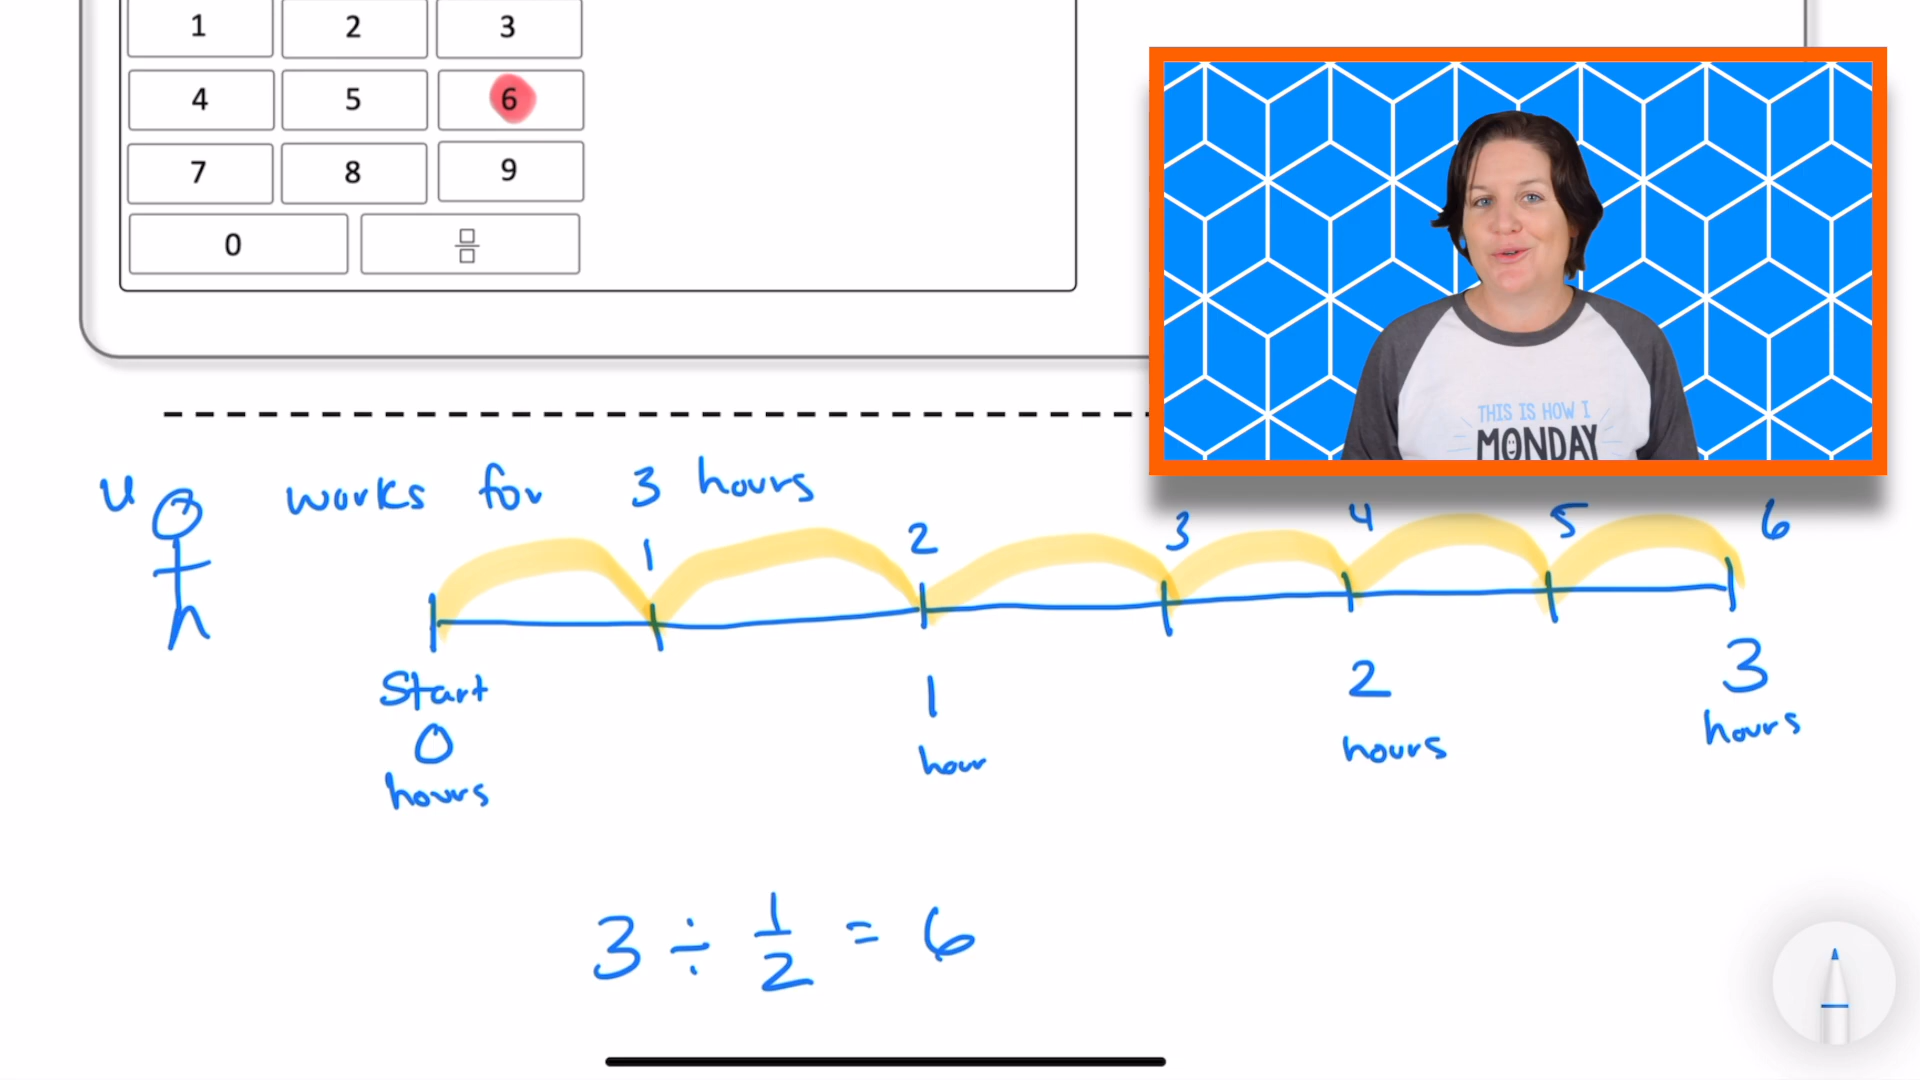 1 2 3
4 5 6
7 8 9
0
THIS IS HOW I
MONDAY
works for 3 hours
1 2 3 4 5 6
Start
0
hours
1
hour
2
hours
3
hours
3 ÷ 1/2 = 6